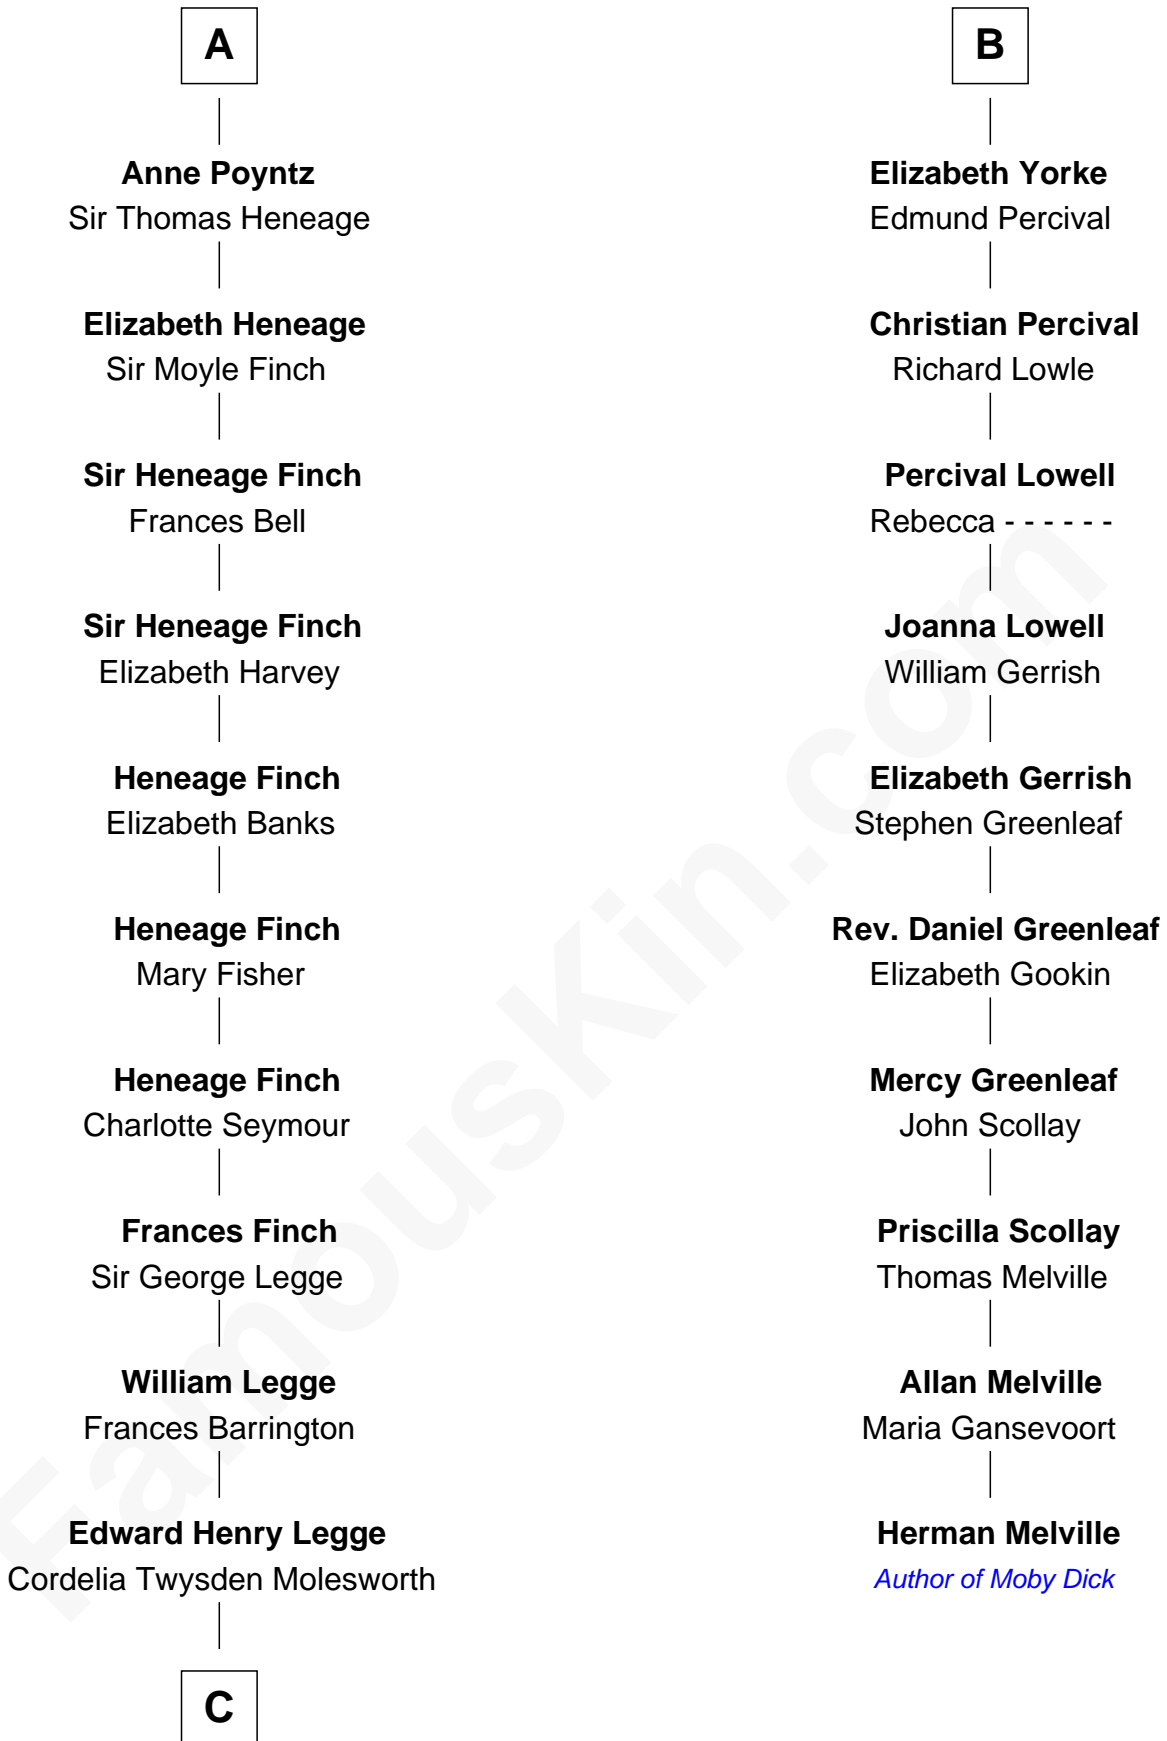 A
Anne Poyntz
Sir Thomas Heneage
Elizabeth Heneage
Sir Moyle Finch
Sir Heneage Finch
Frances Bell
Sir Heneage Finch
Elizabeth Harvey
Heneage Finch
Elizabeth Banks
Heneage Finch
Mary Fisher
Heneage Finch
Charlotte Seymour
Frances Finch
Sir George Legge
William Legge
Frances Barrington
Edward Henry Legge
Cordelia Twysden Molesworth
C
B
Elizabeth Yorke
Edmund Percival
Christian Percival
Richard Lowle
Percival Lowell
Rebecca - - - - - -
Joanna Lowell
William Gerrish
Elizabeth Gerrish
Stephen Greenleaf
Rev. Daniel Greenleaf
Elizabeth Gookin
Mercy Greenleaf
John Scollay
Priscilla Scollay
Thomas Melville
Allan Melville
Maria Gansevoort
Herman Melville
Author of Moby Dick
FamousKin.com